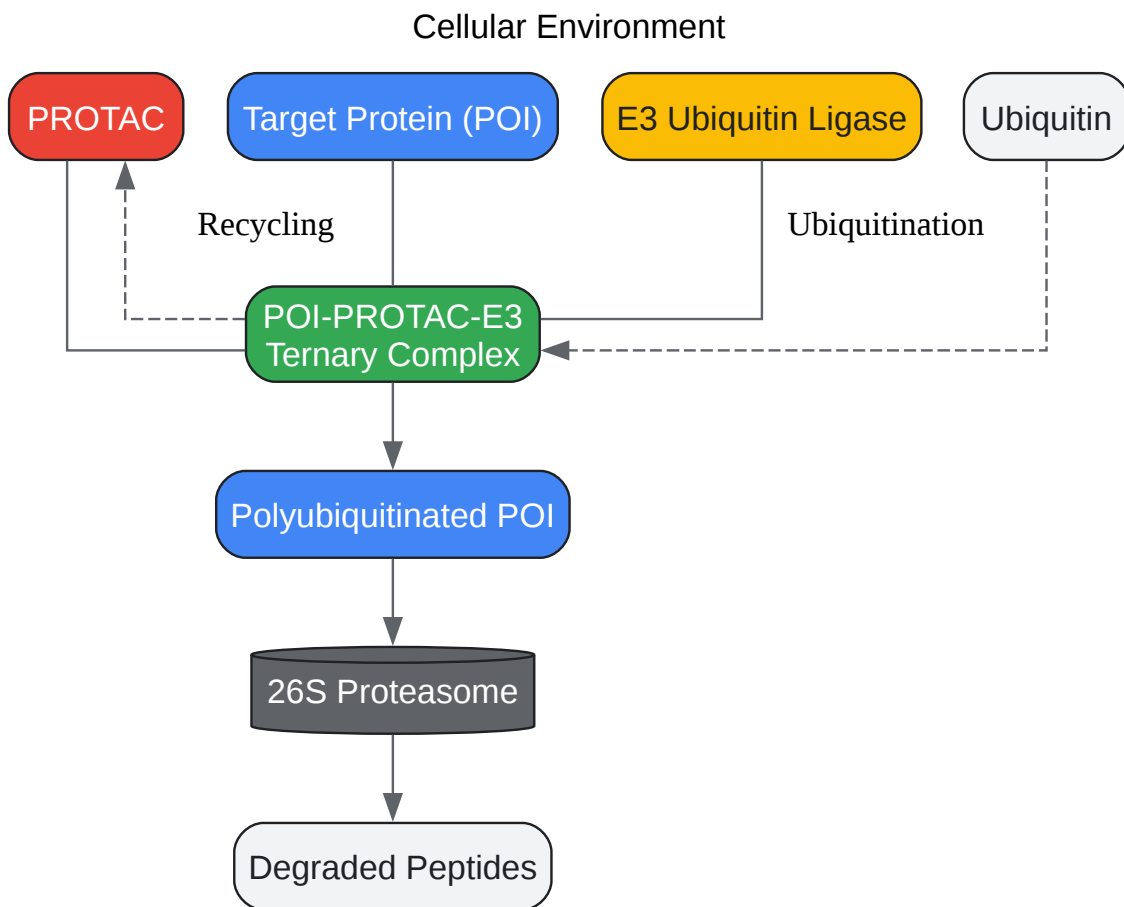 Cellular Environment
PROTAC
Target Protein (POI)
E3 Ubiquitin Ligase
Ubiquitin
Recycling
Ubiquitination
POI-PROTAC-E3
Ternary Complex
Polyubiquitinated POI
26S Proteasome
Degraded Peptides